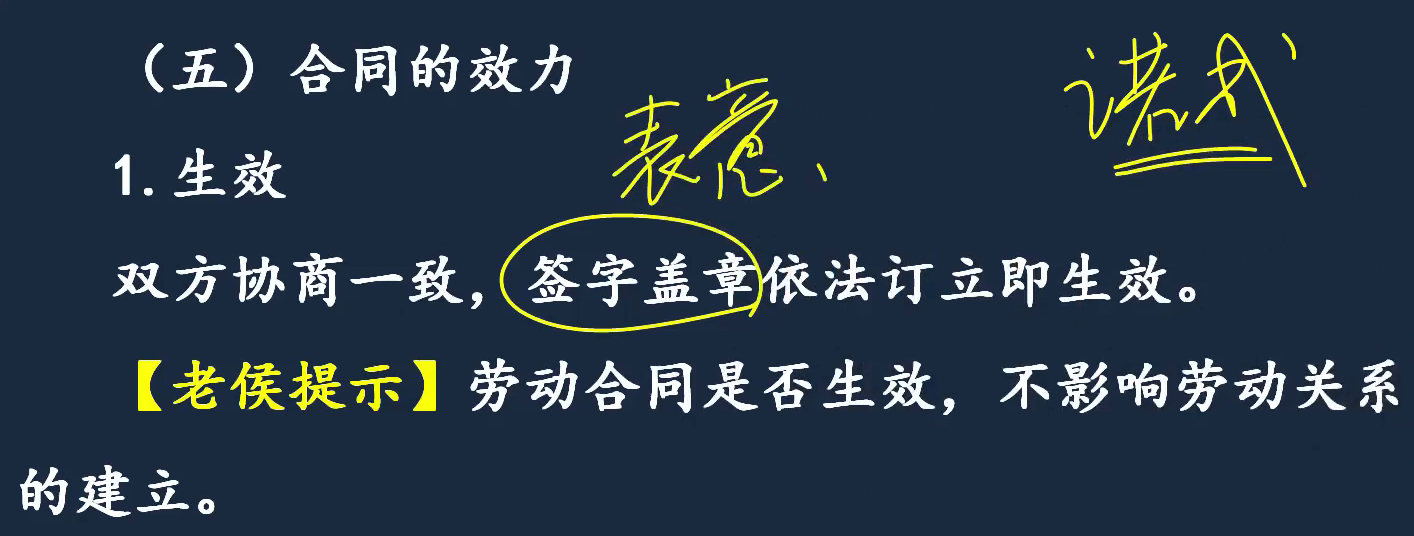 （五）合同的效力
诺成
表意、
1.生效
双方协商一致，签字盖章依法订立即生效。
【老侯提示】劳动合同是否生效，不影响劳动关系
的建立。